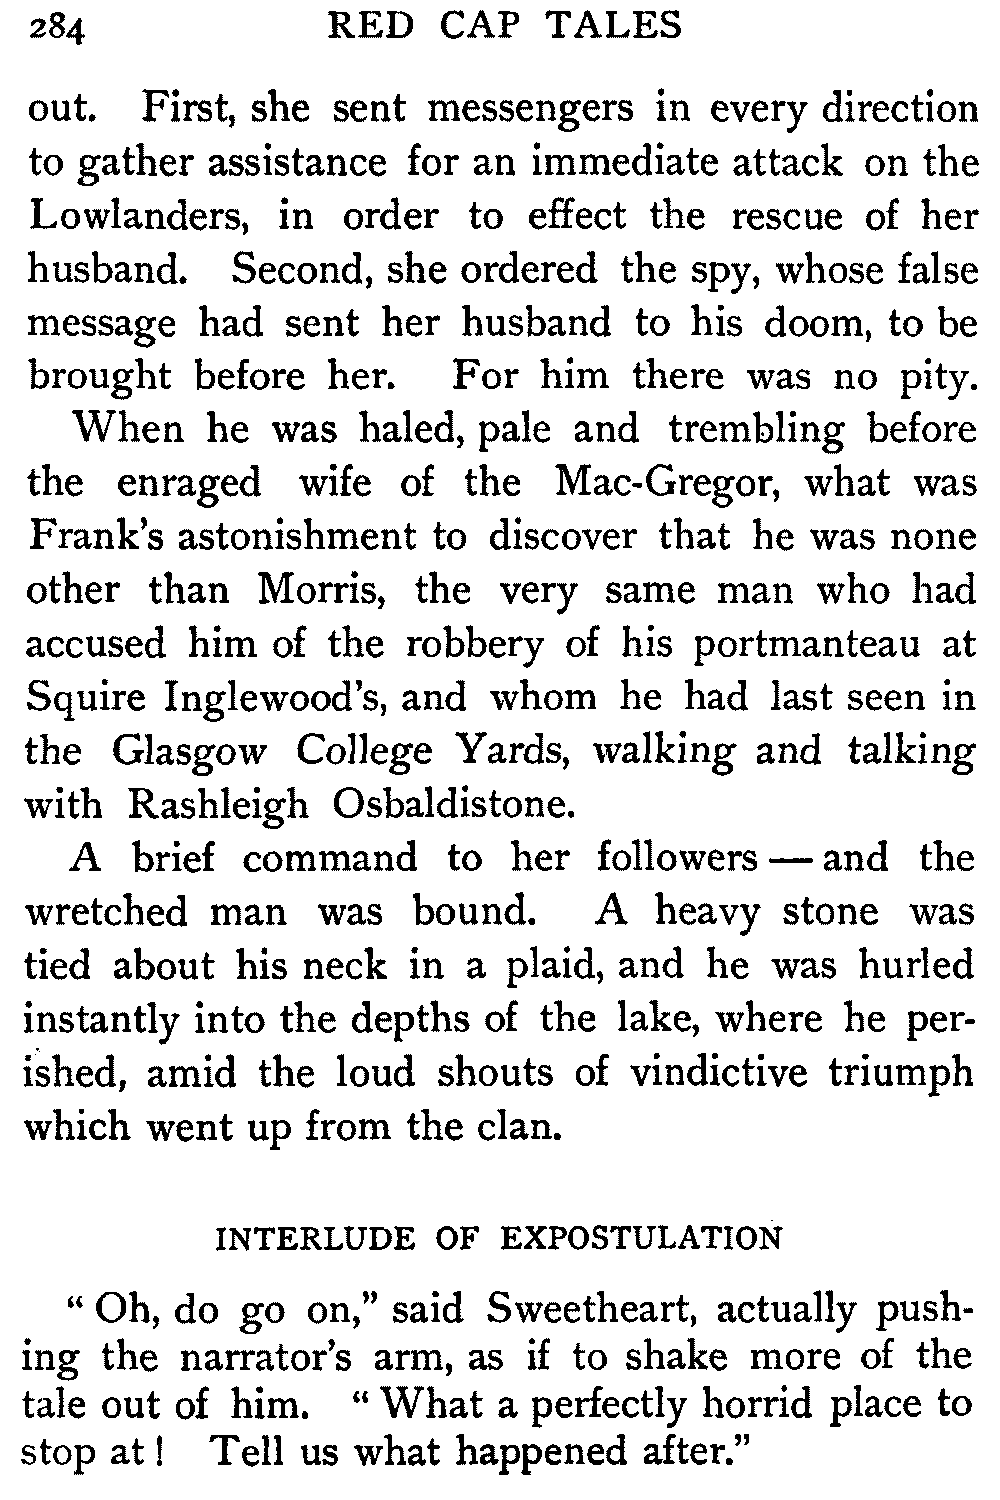 284 RED CAP TALES
out. First, she sent messengers in every direction
to gather assistance for an immediate attack on the
Lowlanders, in order to effect the rescue of her
husband. Second, she ordered the spy, whose false
message had sent her husband to his doom, to be
brought before her. For him there was no pity.
When he was haled, pale and trembling before
the enraged wife of the Mac-Gregor, what was
Frank's astonishment to discover that he was none
other than Morris, the very same man who had
accused him of the robbery of his portmanteau at
Squire Inglewood's, and whom he had last seen in
the Glasgow College Yards, walking and talking
with Rashleigh Osbaldistone.
A brief command to her followers — and the
wretched man was bound. A heavy stone was
tied about his neck in a plaid, and he was hurled
instantly into the depths of the lake, where he per-
ished, amid the loud shouts of vindictive triumph
which went up from the clan.
INTERLUDE OF EXPOSTULATION
“ Oh, do go on,” said Sweetheart, actually push-
ing the narrator's arm, as if to shake more of the
tale out of him. “ What a perfectly horrid place to
stop at ! Tell us what happened after.”